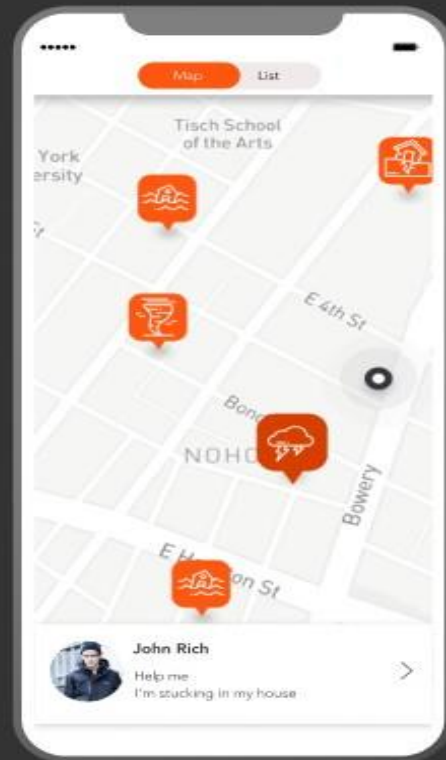 Map
List
Tisch School
of the Arts
York
ersity
E 4th St
Bon
NOHO
Bowery
E H
on St
John Rich
Help me
I'm stucking in my house